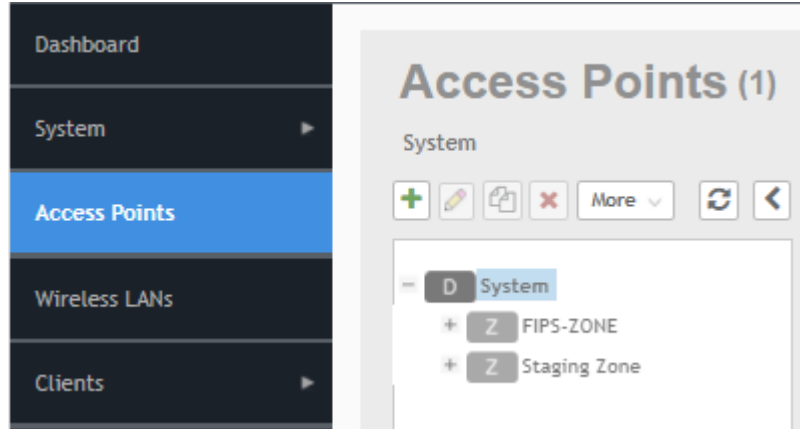 Dashboard
System
Access Points
Wireless LANs
Clients
Access Points (1)
System
More
D System
Z FIPS-ZONE
Z Staging Zone